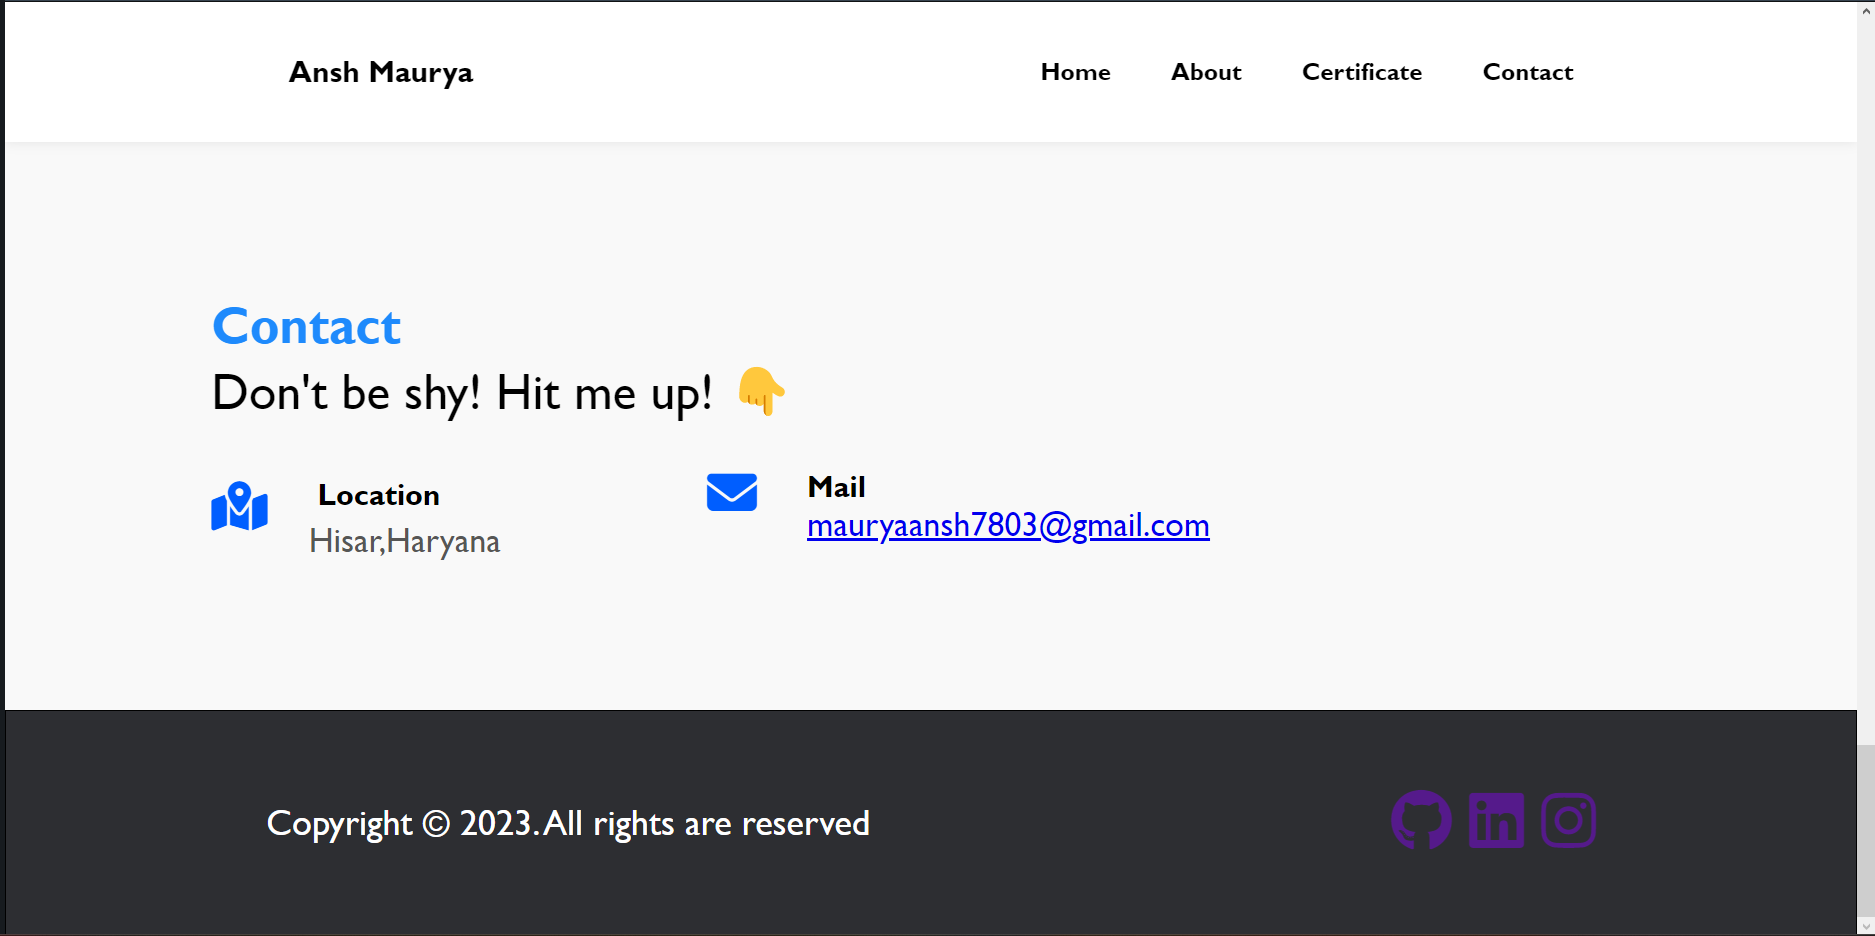 Ansh Maurya
Home About Certificate Contact
Contact
Don't be shy! Hit me up! 👇
Location
Hisar,Haryana
Mail
mauryaansh7803@gmail.com
Copyright © 2023. All rights are reserved